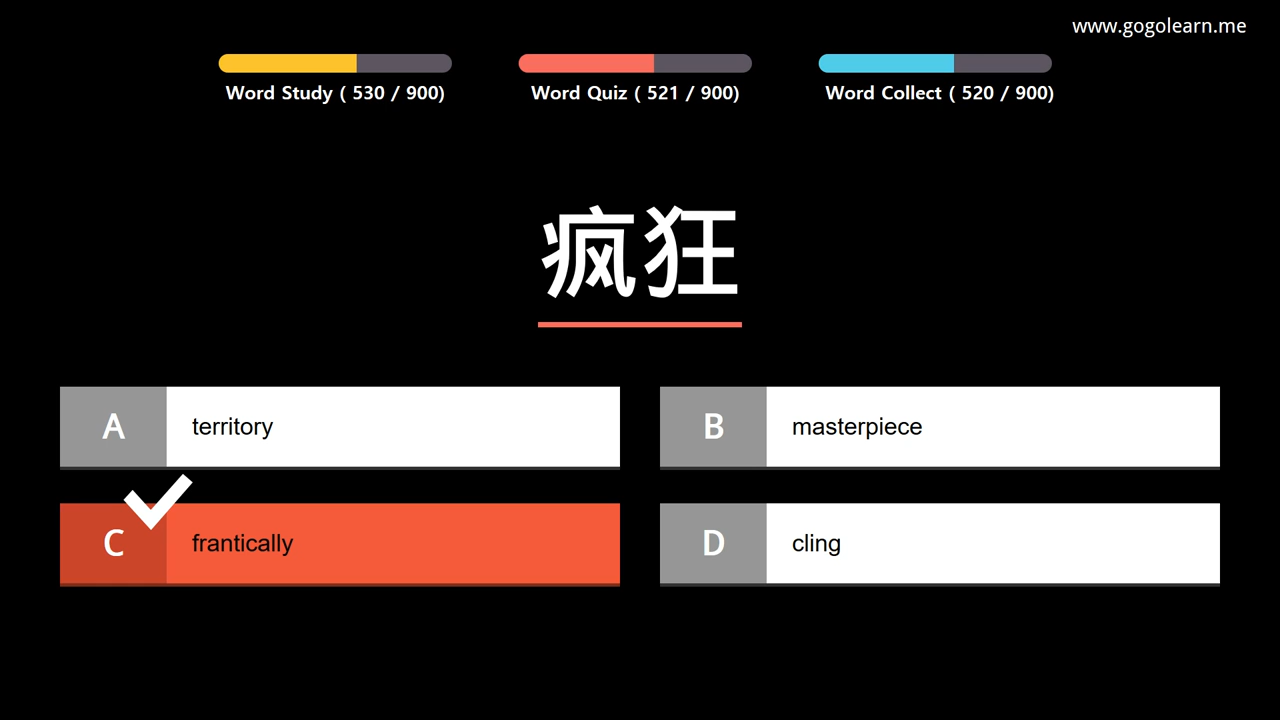 www.gogolearn.me
Word Study ( 530 / 900)
Word Quiz ( 521 / 900)
Word Collect ( 520 / 900)
疯狂
A territory
B masterpiece
C frantically
D cling